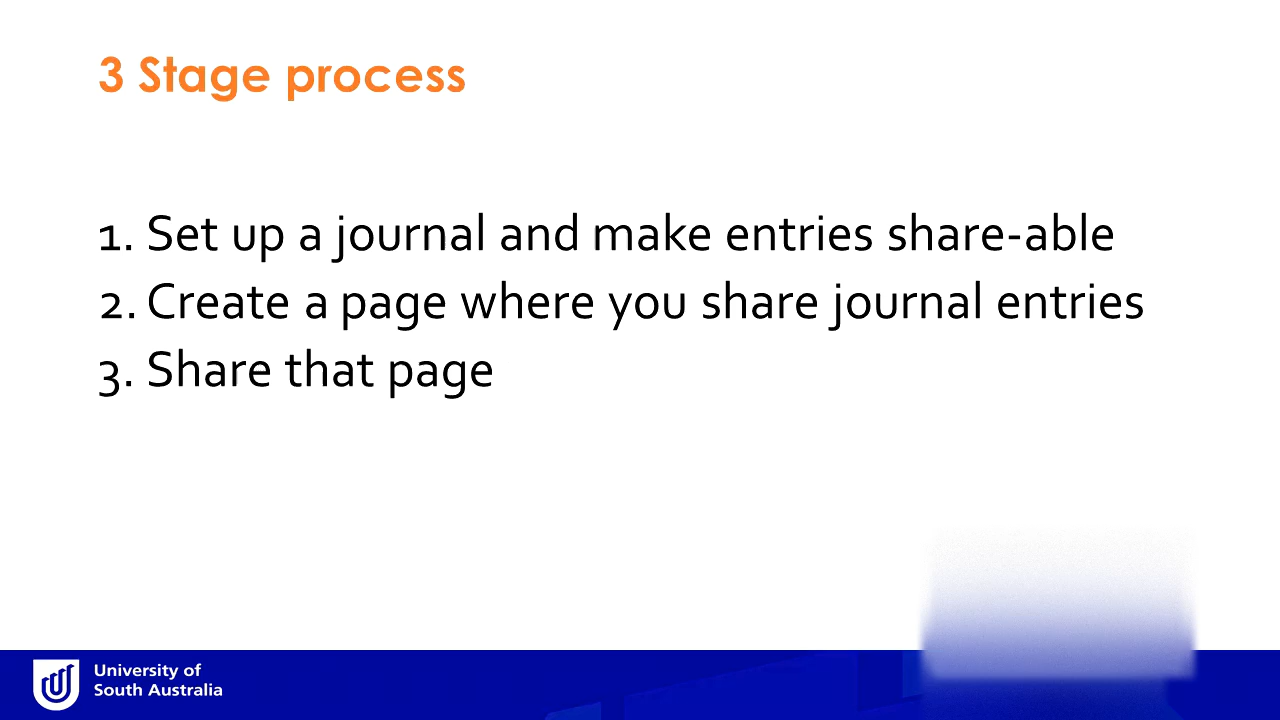 3 Stage process
1. Set up a journal and make entries share-able
2. Create a page where you share journal entries
3. Share that page
University of
South Australia